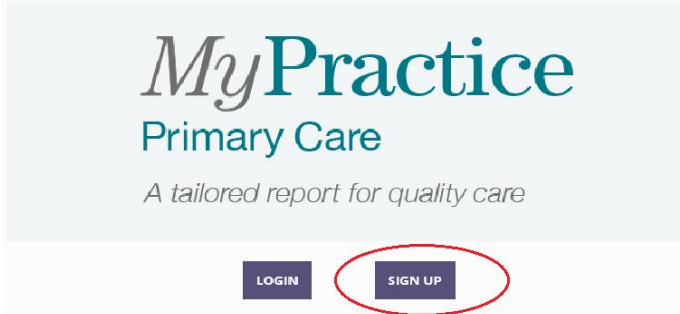 MyPractice
Primary Care
A tailored report for quality care
LOGIN SIGN UP